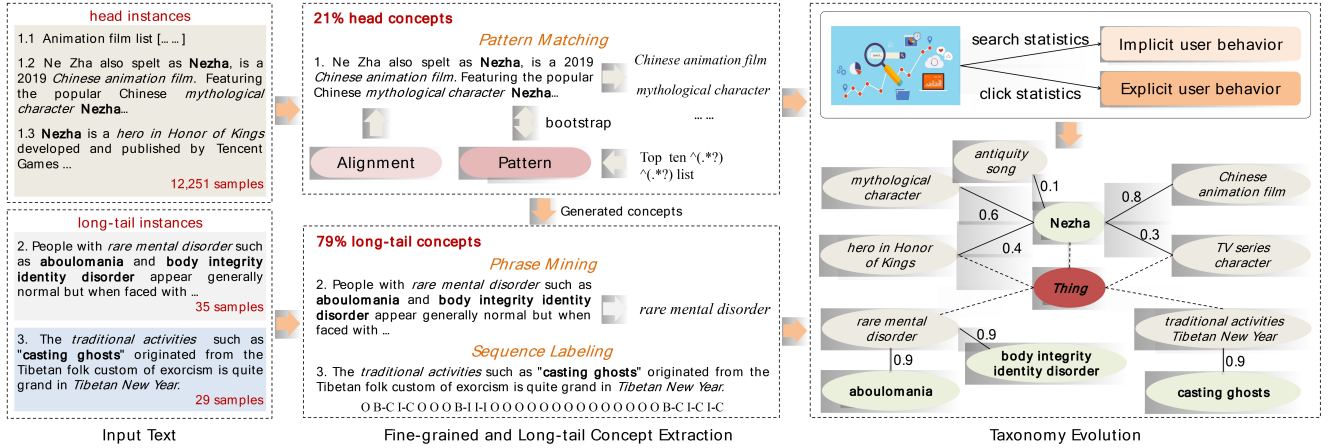 head instances
1.1 Animation film list [... ...]
1.2 Ne Zha also spelt as Nezha, is a
2019 Chinese animation film. Featuring
the popular Chinese mythological
character Nezha...
1.3 Nezha is a hero in Honor of Kings
developed and published by Tencent
Games ...
12,251 samples
long-tail instances
2. People with rare mental disorder such
as aboulomania and body integrity
identity disorder appear generally
normal but when faced with ...
35 samples
3. The traditional activities such as
"casting ghosts" originated from the
Tibetan folk custom of exorcism is quite
grand in Tibetan New Year.
29 samples
Input Text
21% head concepts
Pattern Matching
1. Ne Zha also spelt as Nezha, is a 2019
Chinese animation film. Featuring the popular
Chinese mythological character Nezha...
Chinese animation film
mythological character
... ...
bootstrap
Alignment
Pattern
Top ten ^(.*?)
^(.*?) list
Generated concepts
79% long-tail concepts
Phrase Mining
2. People with rare mental disorder such as
aboulomania and body integrity identity
disorder appear generally normal but when
faced with ...
rare mental disorder
Sequence Labeling
3. The traditional activities such as "casting ghosts" originated from the
Tibetan folk custom of exorcism is quite grand in Tibetan New Year.
O B-C I-C O O O B-I I-I O O O O O O O O O O O O O O O B-C I-C I-C
Fine-grained and Long-tail Concept Extraction
search statistics
click statistics
Implicit user behavior
Explicit user behavior
antiquity
song
mythological
character
Chinese
animation film
0.1
0.8
0.6
Nezha
0.4
0.3
hero in Honor
of Kings
TV series
character
Thing
rare mental
disorder
traditional activities
Tibetan New Year
0.9
0.9
body integrity
identity disorder
0.9
aboulomania
casting ghosts
Taxonomy Evolution